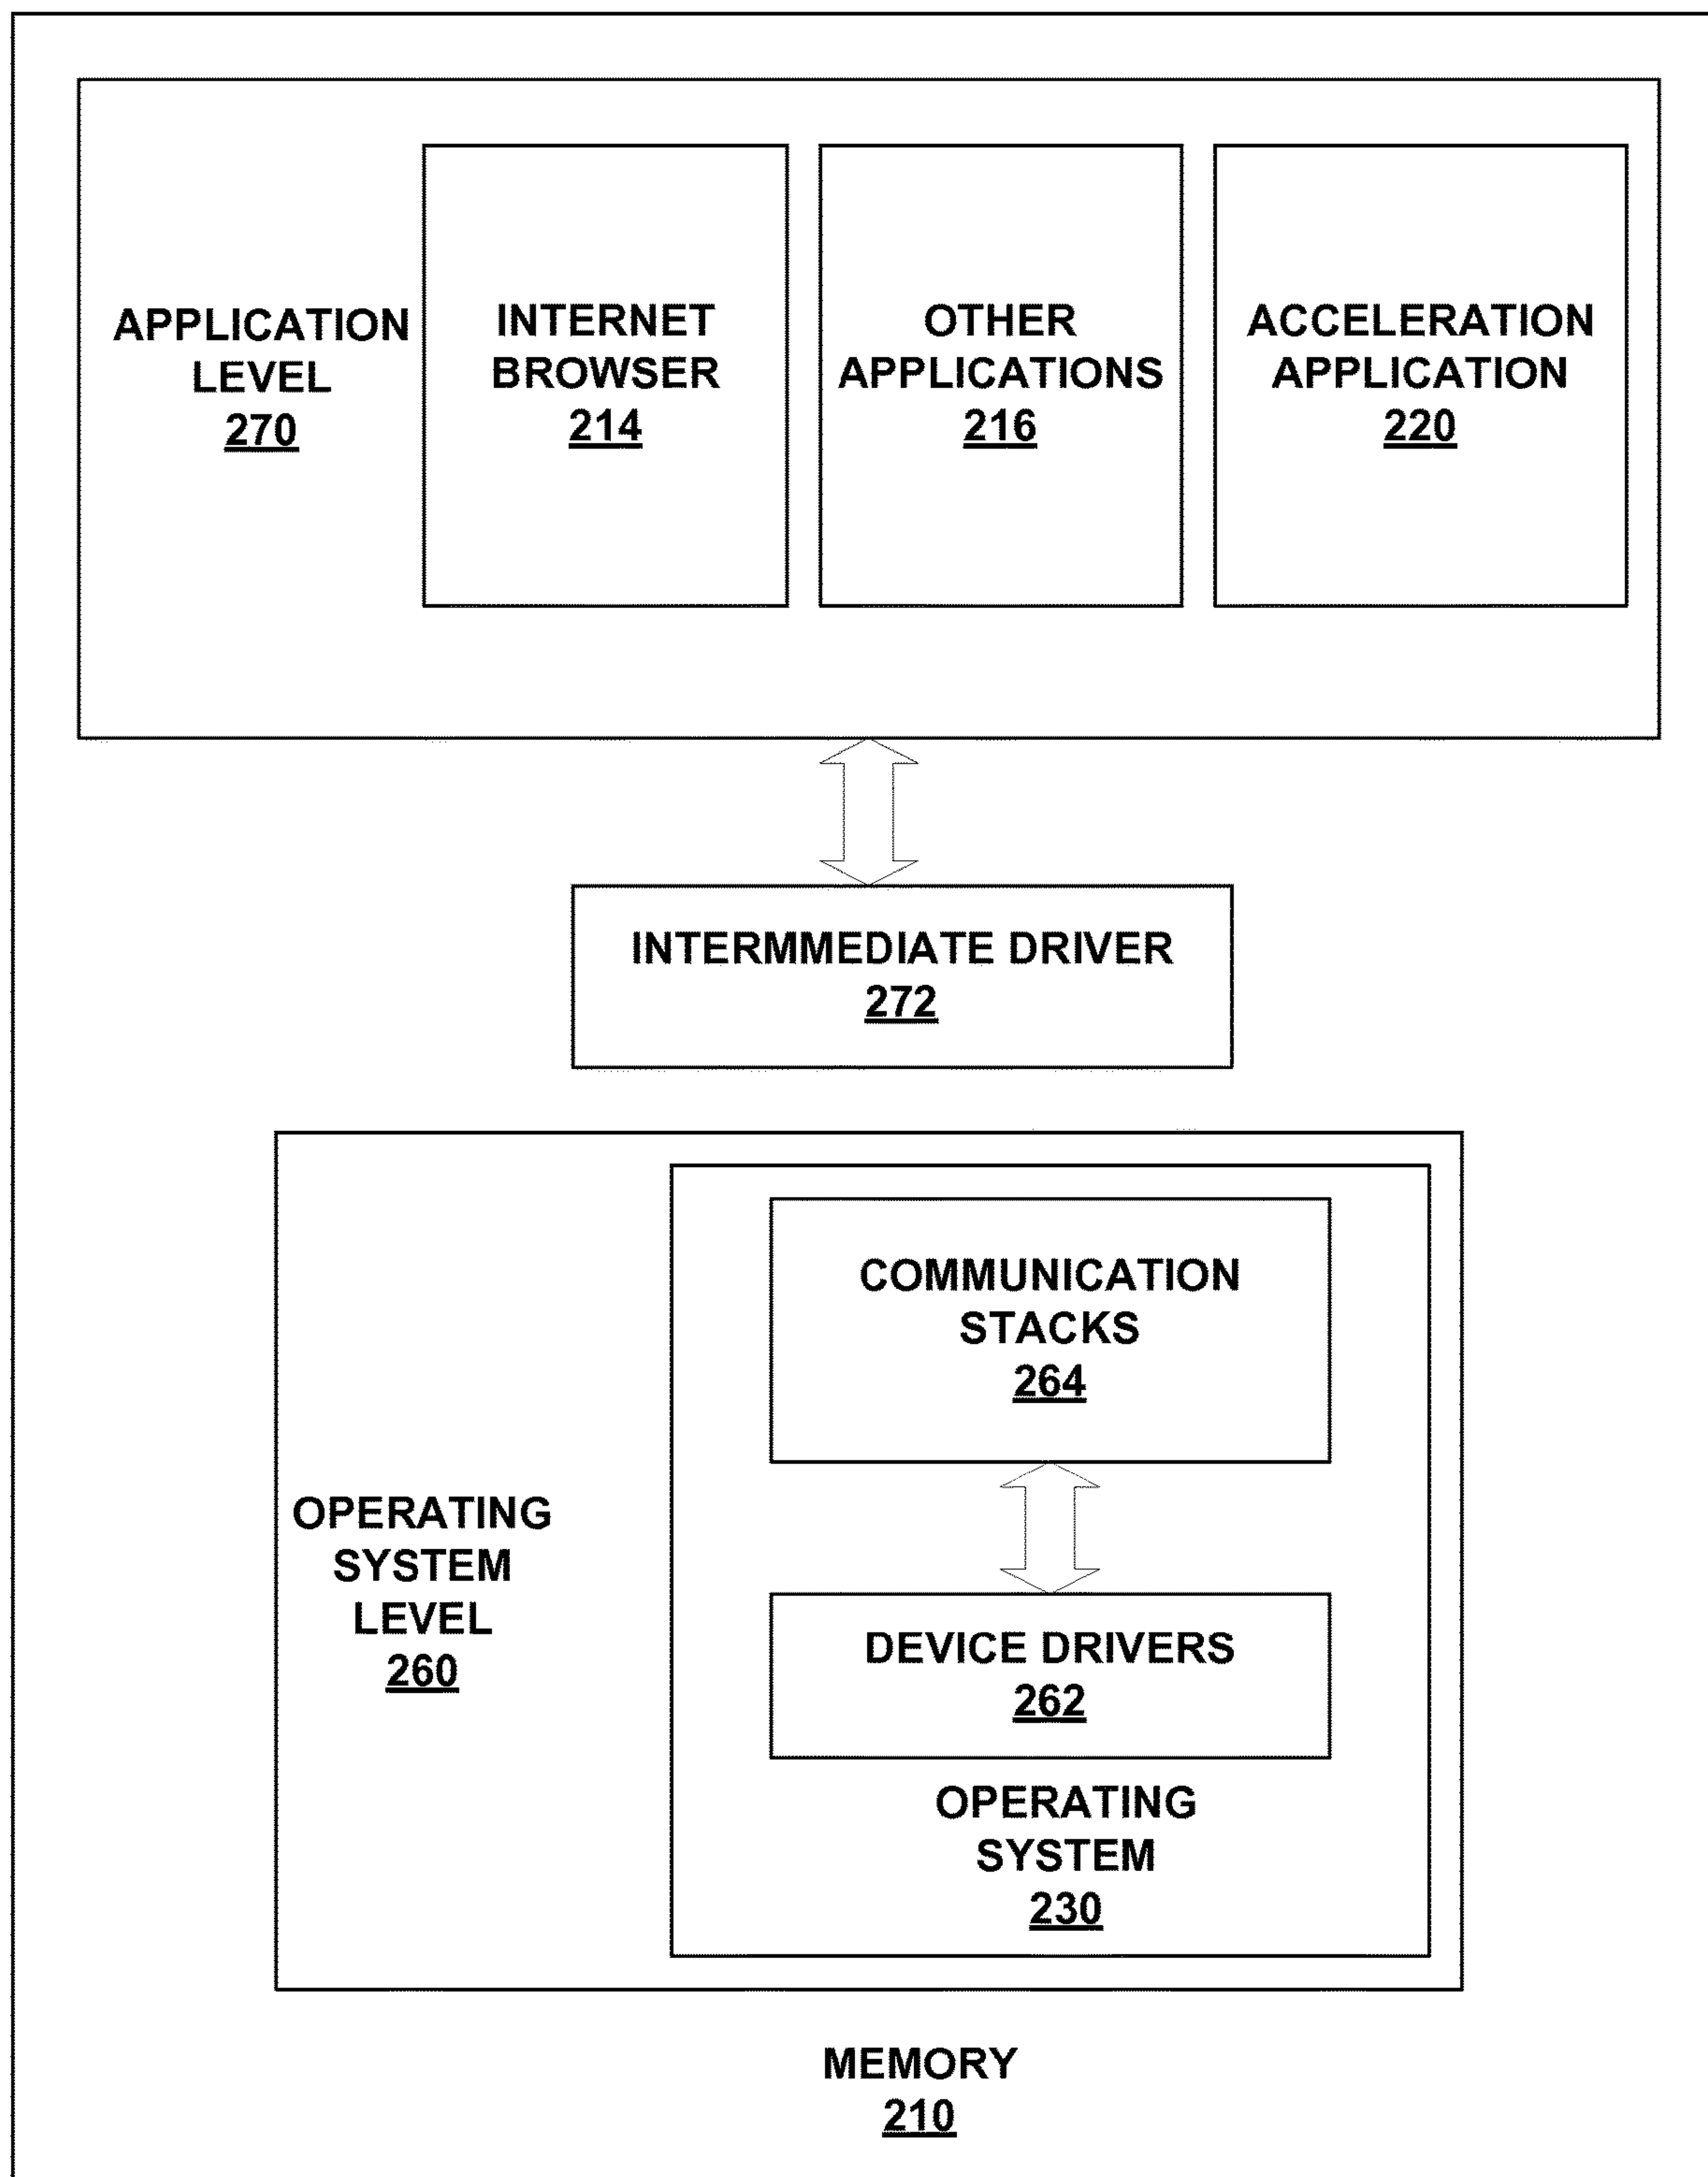 APPLICATION
LEVEL
270
INTERNET
BROWSER
214
OTHER
APPLICATIONS
216
ACCELERATION
APPLICATION
220
INTERMMEDIATE DRIVER
272
COMMUNICATION
STACKS
264
OPERATING
SYSTEM
LEVEL
260
DEVICE DRIVERS
262
OPERATING
SYSTEM
230
MEMORY
210